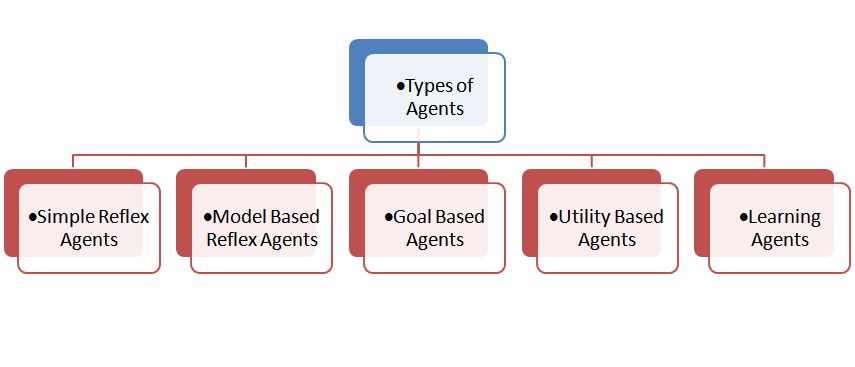 •Types of
Agents
•Simple Reflex
Agents
•Model Based
Reflex Agents
•Goal Based
Agents
•Utility Based
Agents
•Learning
Agents